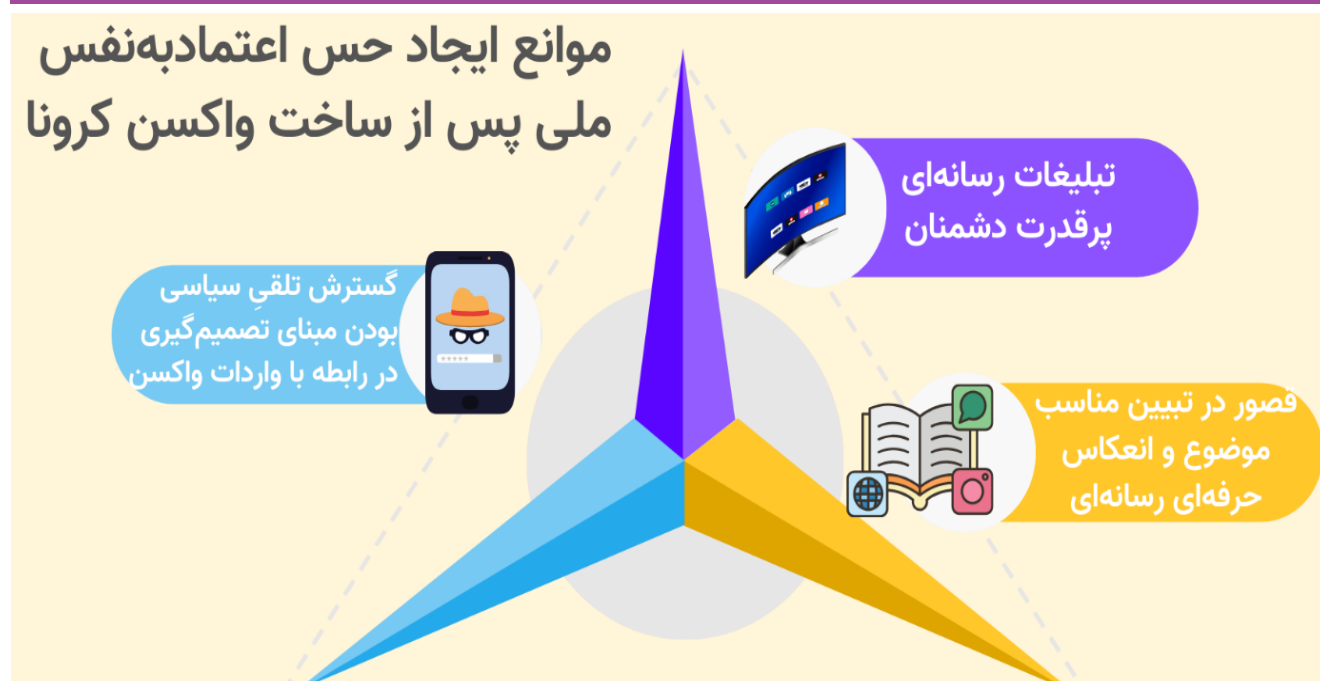 موانع ایجاد حس اعتمادبه‌نفس
ملی پس از ساخت واکسن کرونا
تبلیغات رسانه‌ای
پرقدرت دشمنان
گسترش تلقیِ سیاسی
بودن مبنای تصمیم‌گیری
در رابطه با واردات واکسن
قصور در تبیین مناسب
موضوع و انعکاس
حرفه‌ای رسانه‌ای